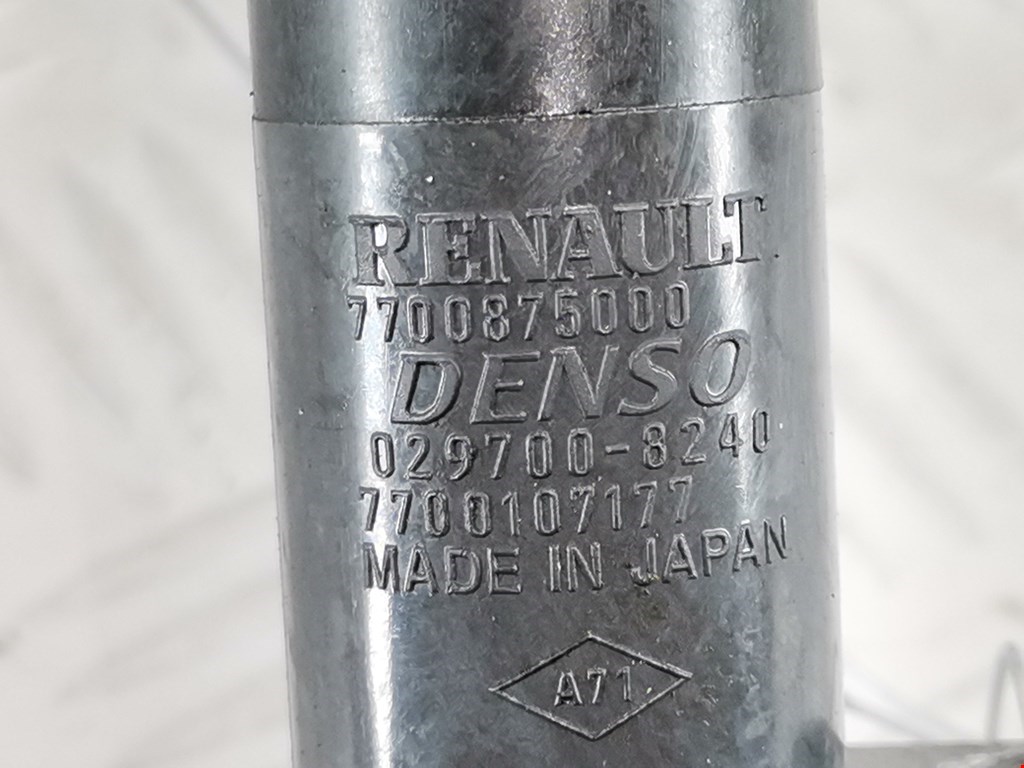 RENAULT
7700875000
DENSO
029700-8240
7700107177
MADE IN JAPAN
A71